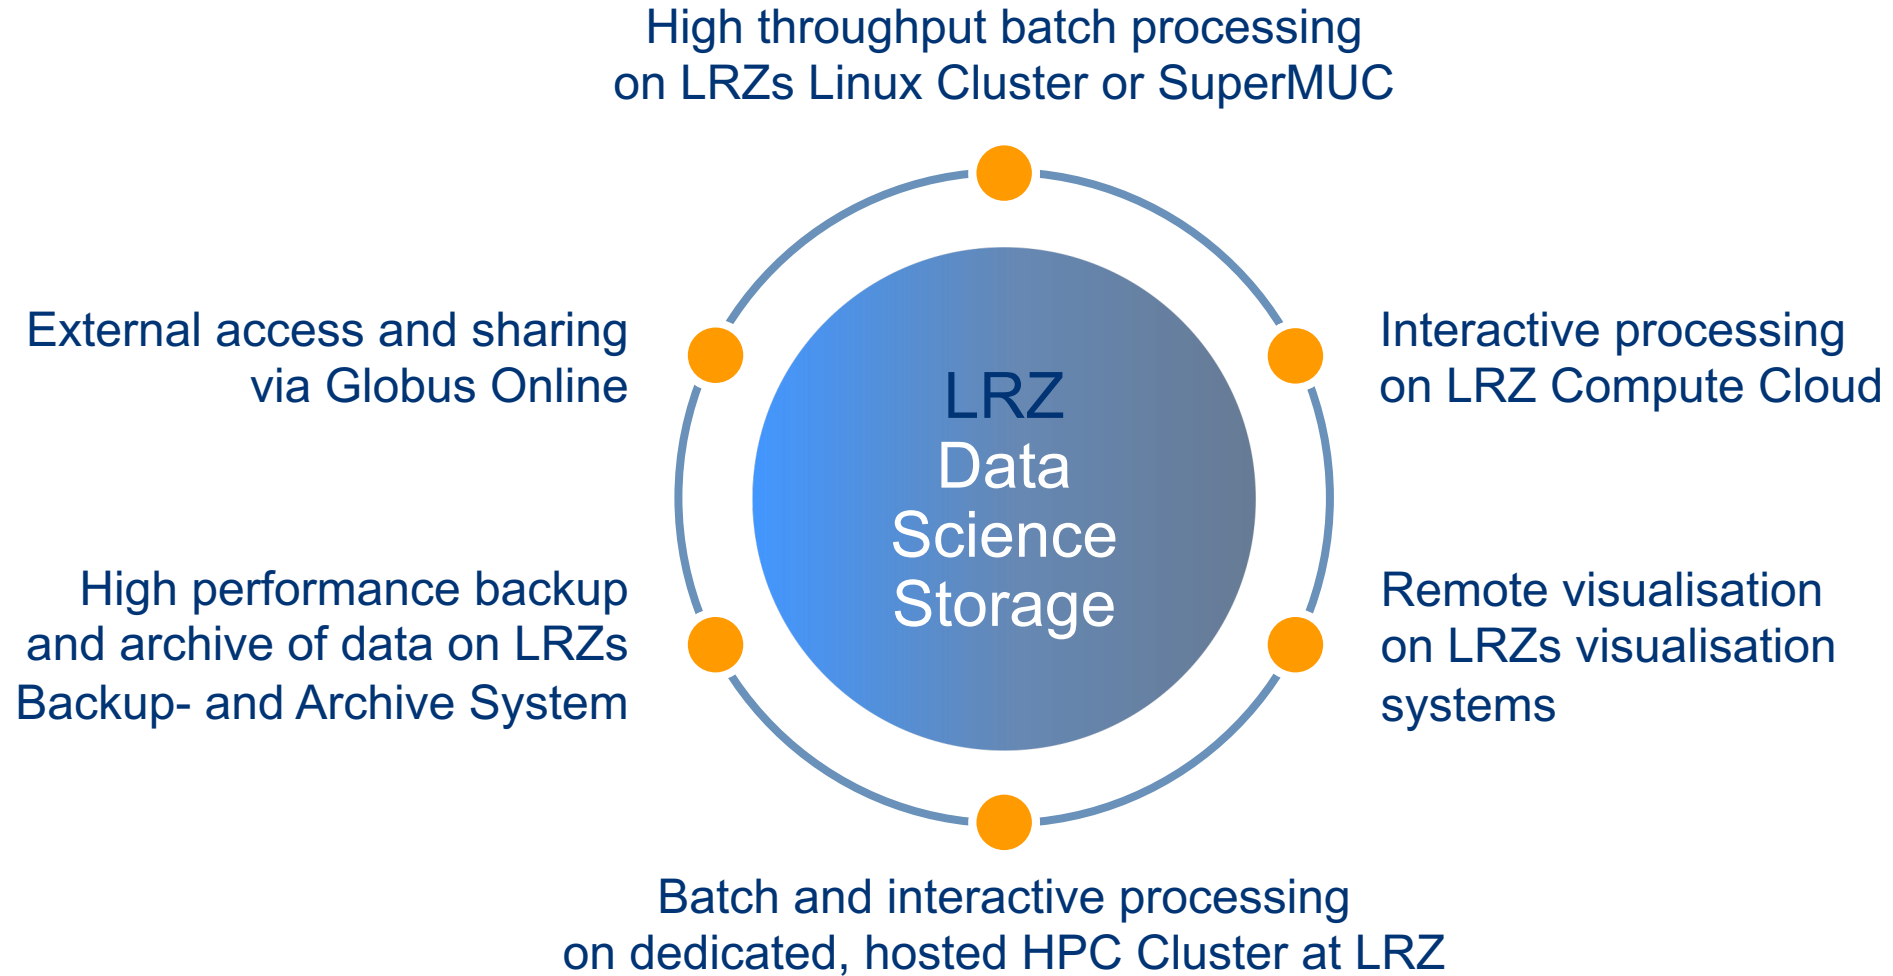 High throughput batch processing
on LRZs Linux Cluster or SuperMUC
External access and sharing
via Globus Online
Interactive processing
on LRZ Compute Cloud
LRZ
Data
Science
Storage
High performance backup
and archive of data on LRZs
Backup- and Archive System
Remote visualisation
on LRZs visualisation
systems
Batch and interactive processing
on dedicated, hosted HPC Cluster at LRZ